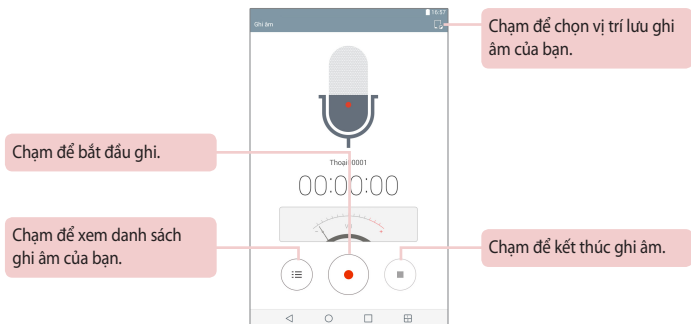 16:57
Ghi âm
Chạm để chọn vị trí lưu ghi
âm của bạn.
Chạm để bắt đầu ghi.
Thoại 0001
00:00:00
VU
- +
Chạm để xem danh sách
ghi âm của bạn.
Chạm để kết thúc ghi âm.